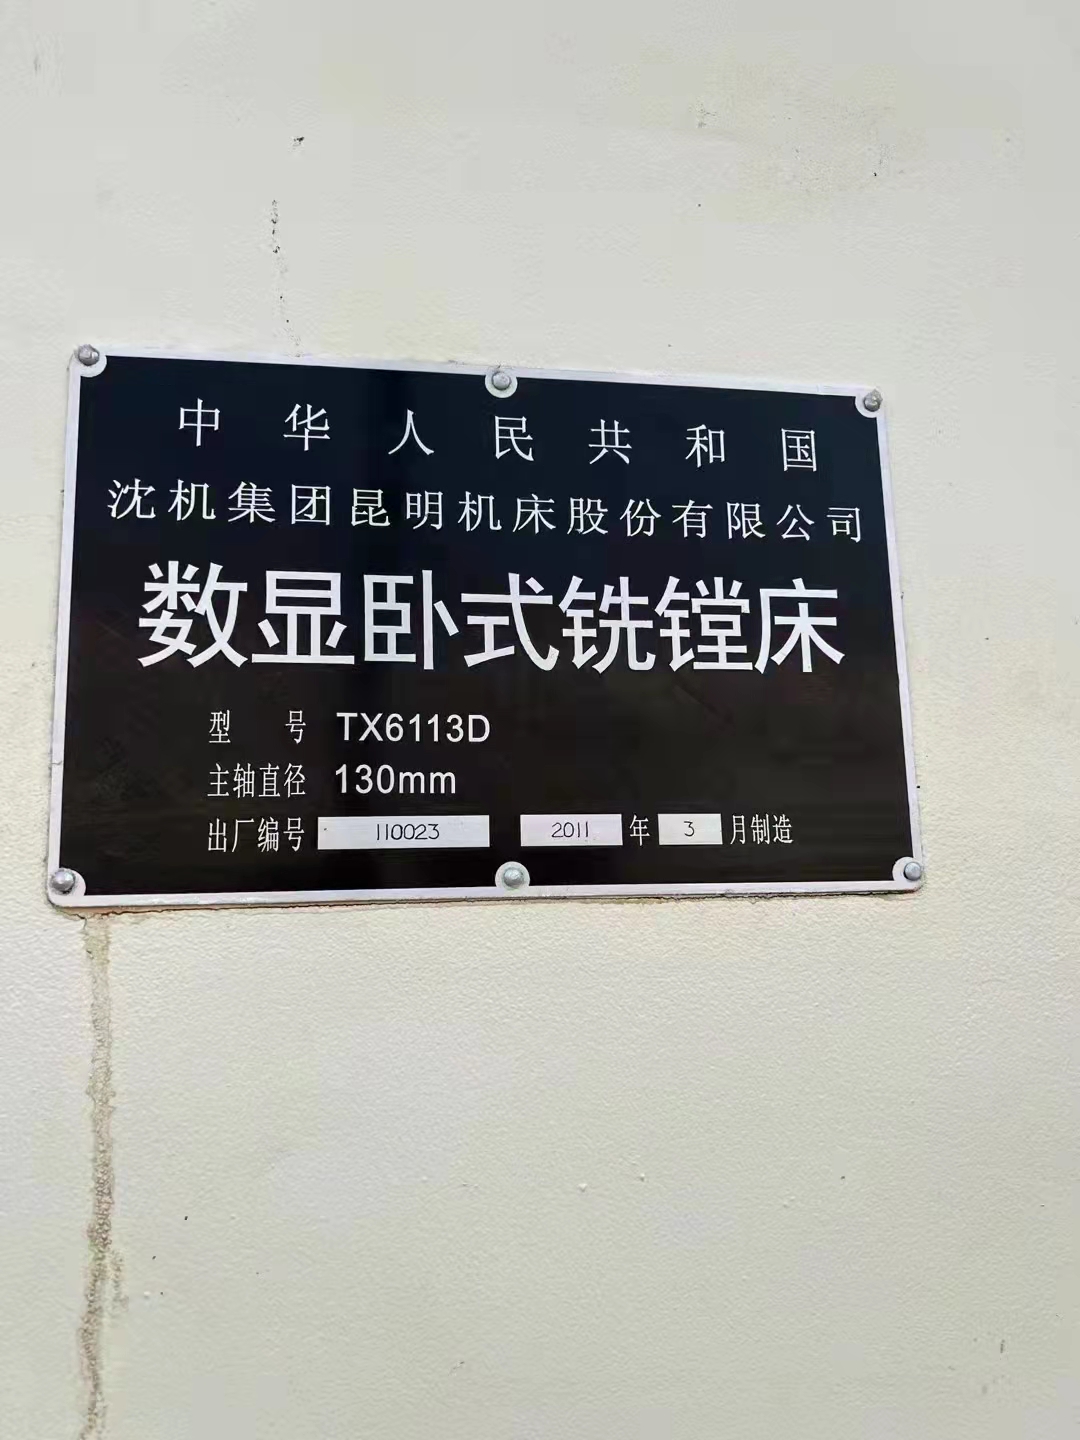 中华人民共和国
沈机集团昆明机床股份有限公司
数显卧式铣镗床
型号 TX6113D
主轴直径 130mm
出厂编号 110023 2011 年 3 月制造